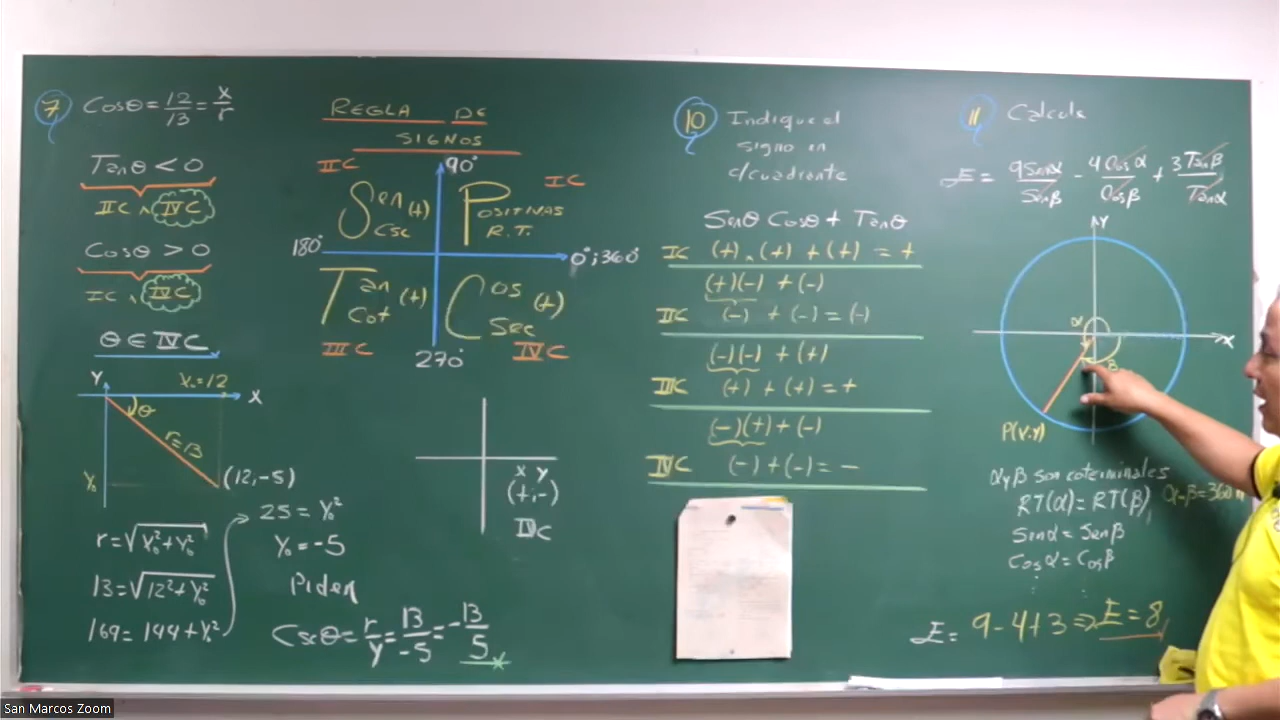 7 Cosθ = 12/13 = x/r
Tanθ < 0
IIC ∧ IVC
Cosθ > 0
IC ∧ IVC
θ ∈ IVC
Y x₀=12 X
θ
r=13
Y₀ (12,-5)
r=√(x₀²+y₀²)
13=√(12²+y₀²)
169=144+y₀²
25=y₀²
y₀=-5
Piden
Cscθ = r/y = 13/-5 = -13/5
REGLA DE
SIGNOS
IIC 90° IC
Sen (+) Csc
POSITIVAS R.T.
180° 0°;360°
Tan (+) Cot
Cos (+) Sec
IIIC 270° IVC
x y
(+,-)
IVC
10 Indique el
signo en
c/cuadrante
Senθ Cosθ + Tanθ
IC (+).(+) + (+) = +
(+)(-) + (-)
IIC (-) + (-) = (-)
(-)(-) + (+)
IIIC (+) + (+) = +
(-)(+) + (-)
IVC (-) + (-) = -
11 Calcule
E = 9Senα/Senβ - 4Cosα/Cosβ + 3Tanβ/Tanα
Y
α X
β
P(x,y)
α y β son coterminales
RT(α)=RT(β) α-β=360n
Senα=Senβ
Cosα=Cosβ
E= 9-4+3 ⇒ E=8
San Marcos Zoom